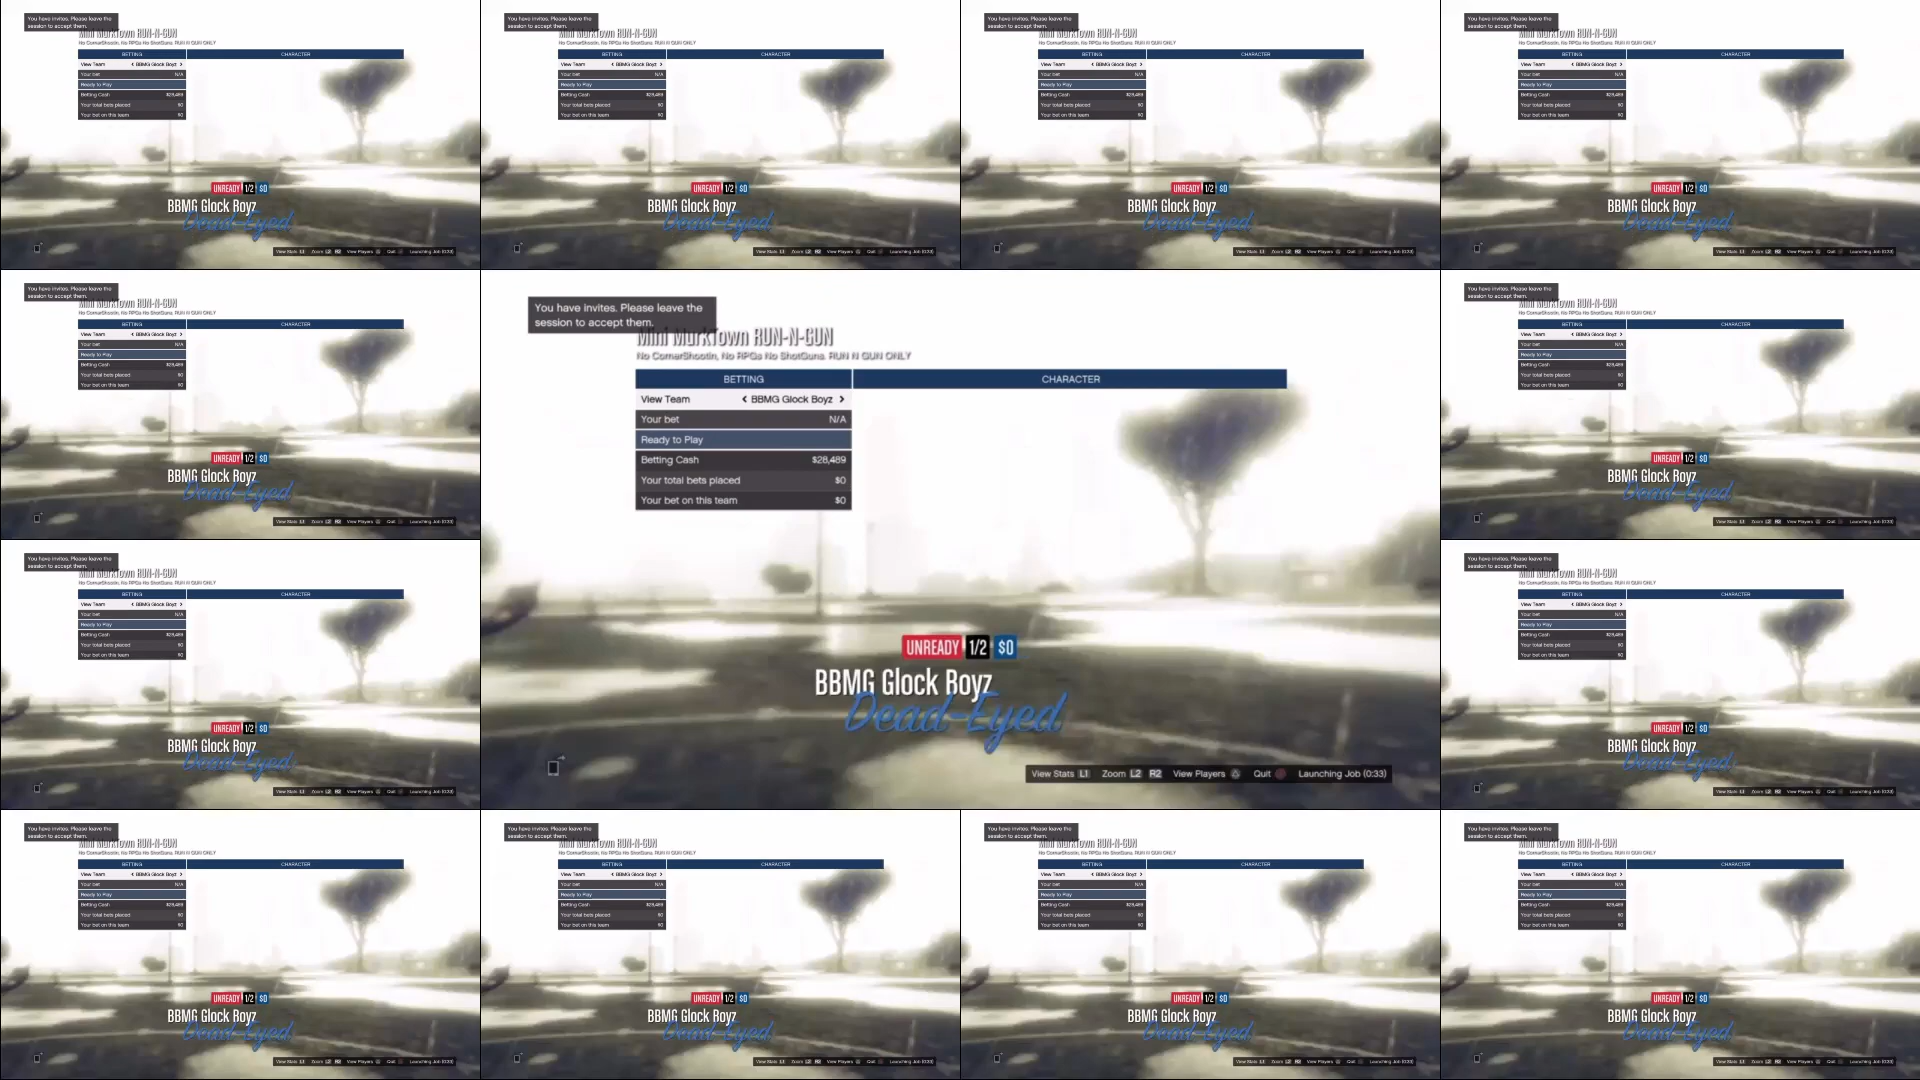 You have invites. Please leave the
session to accept them.
Mini MurkTown RUN-N-GUN
No CornerShootin, No RPGs No ShotGuns. RUN N GUN ONLY
BETTING CHARACTER
View Team < BBMG Glock Boyz >
Your bet N/A
Ready to Play
Betting Cash $28,489
Your total bets placed $0
Your bet on this team $0
UNREADY 1/2 $0
BBMG Glock Boyz
Dead-Eyed
View Stats L1 Zoom L2 R2 View Players Quit Launching Job (0:33)